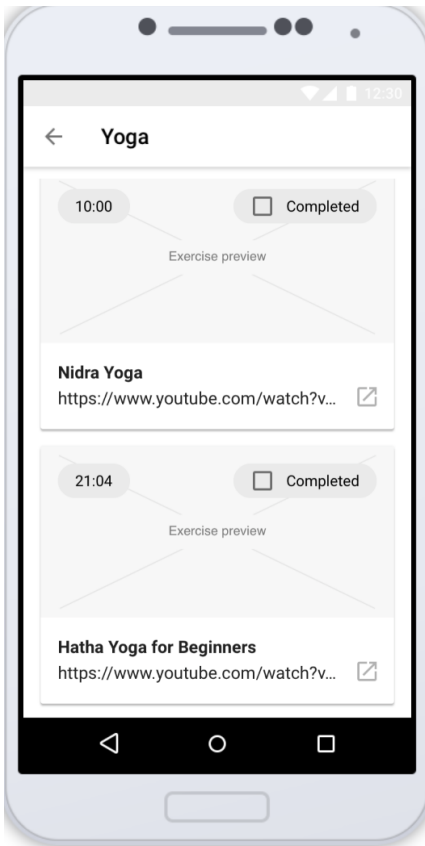 12:30
Yoga
10:00
Completed
Exercise preview
Nidra Yoga
https://www.youtube.com/watch?v...
21:04
Completed
Exercise preview
Hatha Yoga for Beginners
https://www.youtube.com/watch?v...